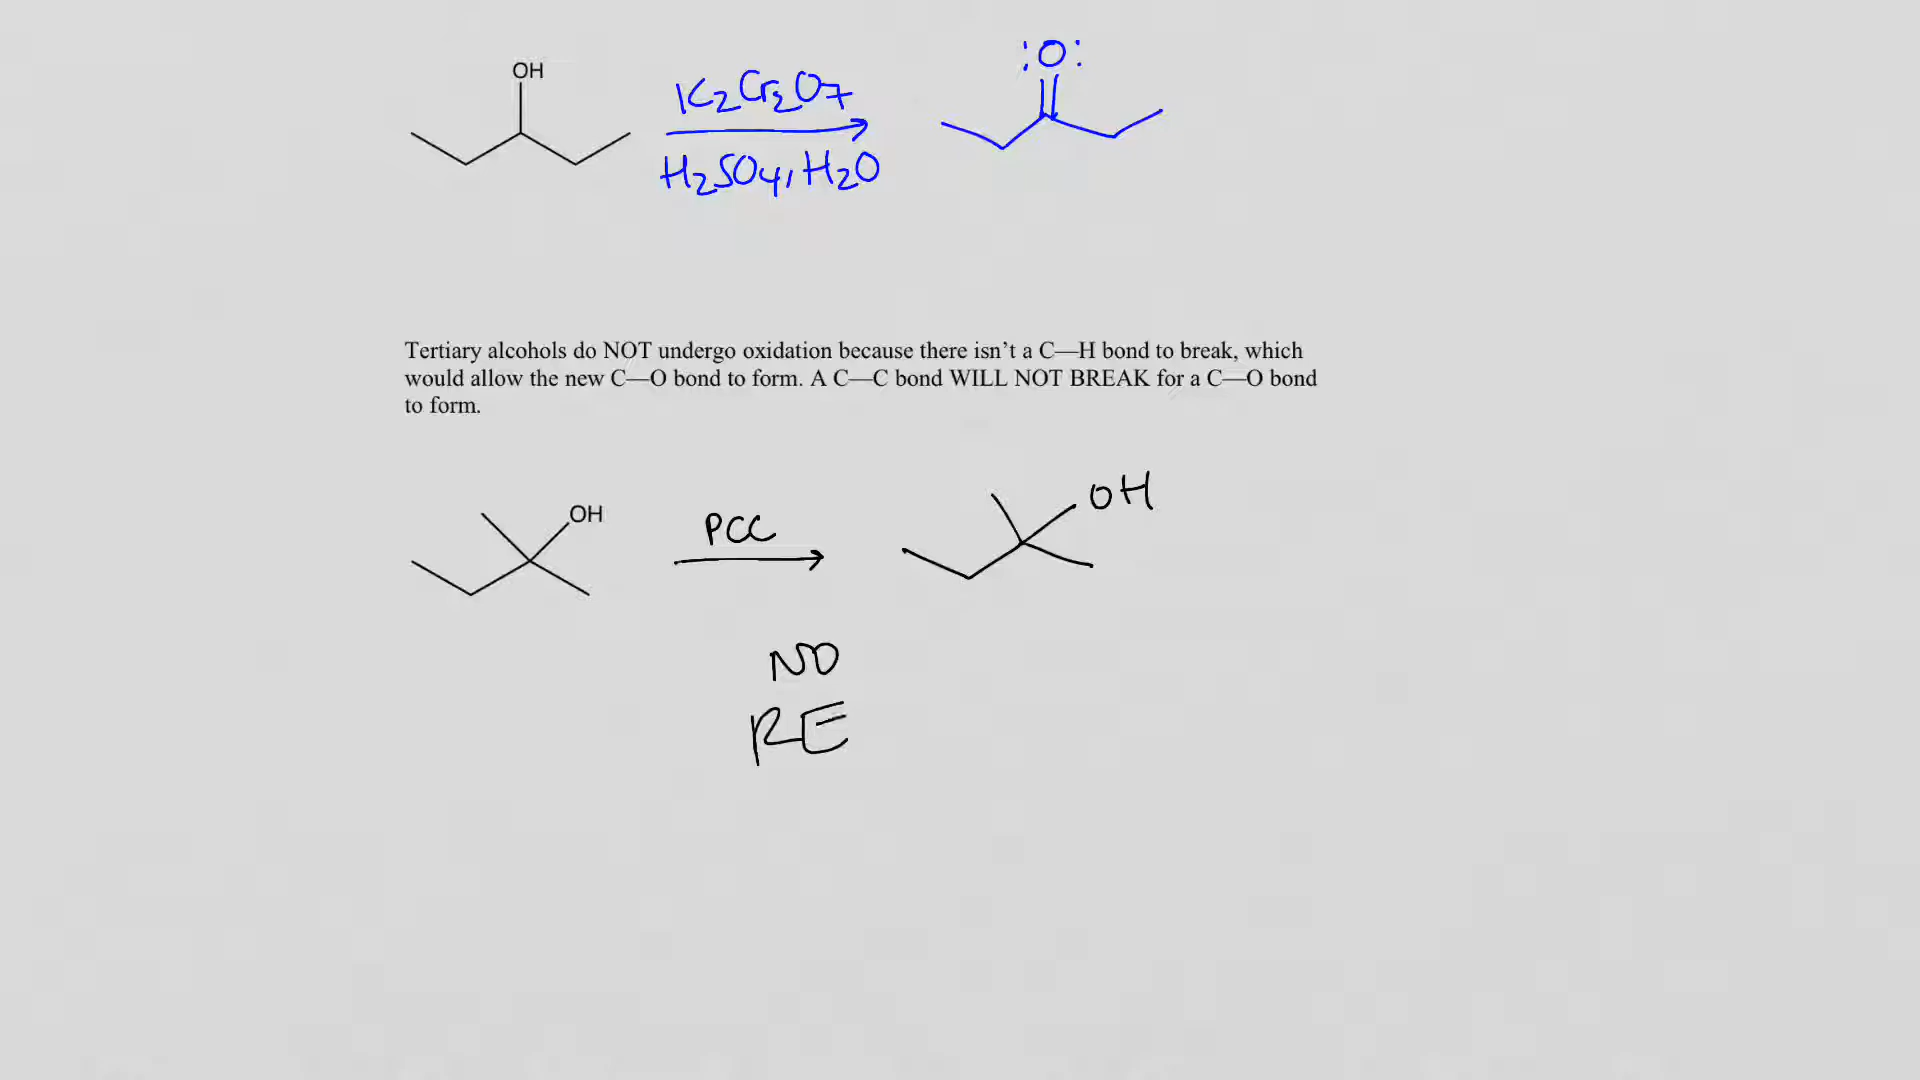 OH
K2Cr2O7
H2SO4, H2O
:O:
Tertiary alcohols do NOT undergo oxidation because there isn't a C—H bond to break, which
would allow the new C—O bond to form. A C—C bond WILL NOT BREAK for a C—O bond
to form.
OH
PCC
OH
NO
RE